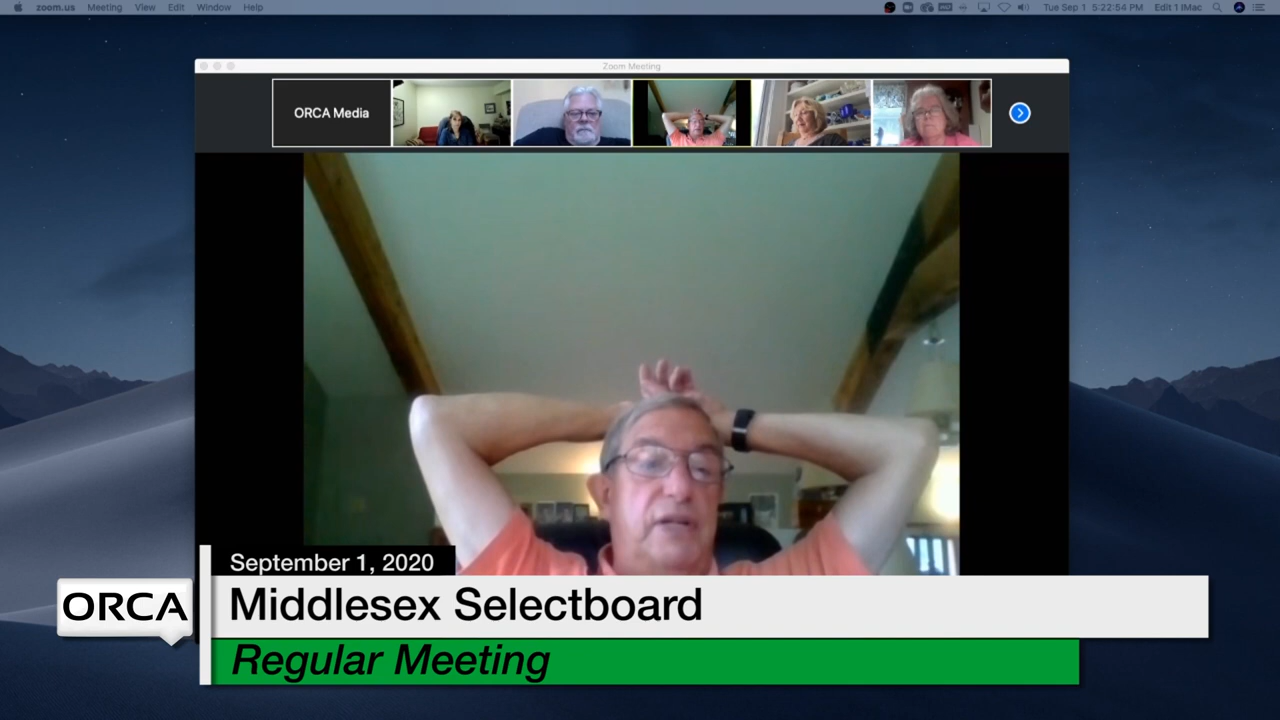 zoom.us Meeting View Edit Window Help Tue Sep 1 5:22:54 PM Edit 1 iMac
Zoom Meeting
ORCA Media
September 1, 2020
ORCA
Middlesex Selectboard
Regular Meeting